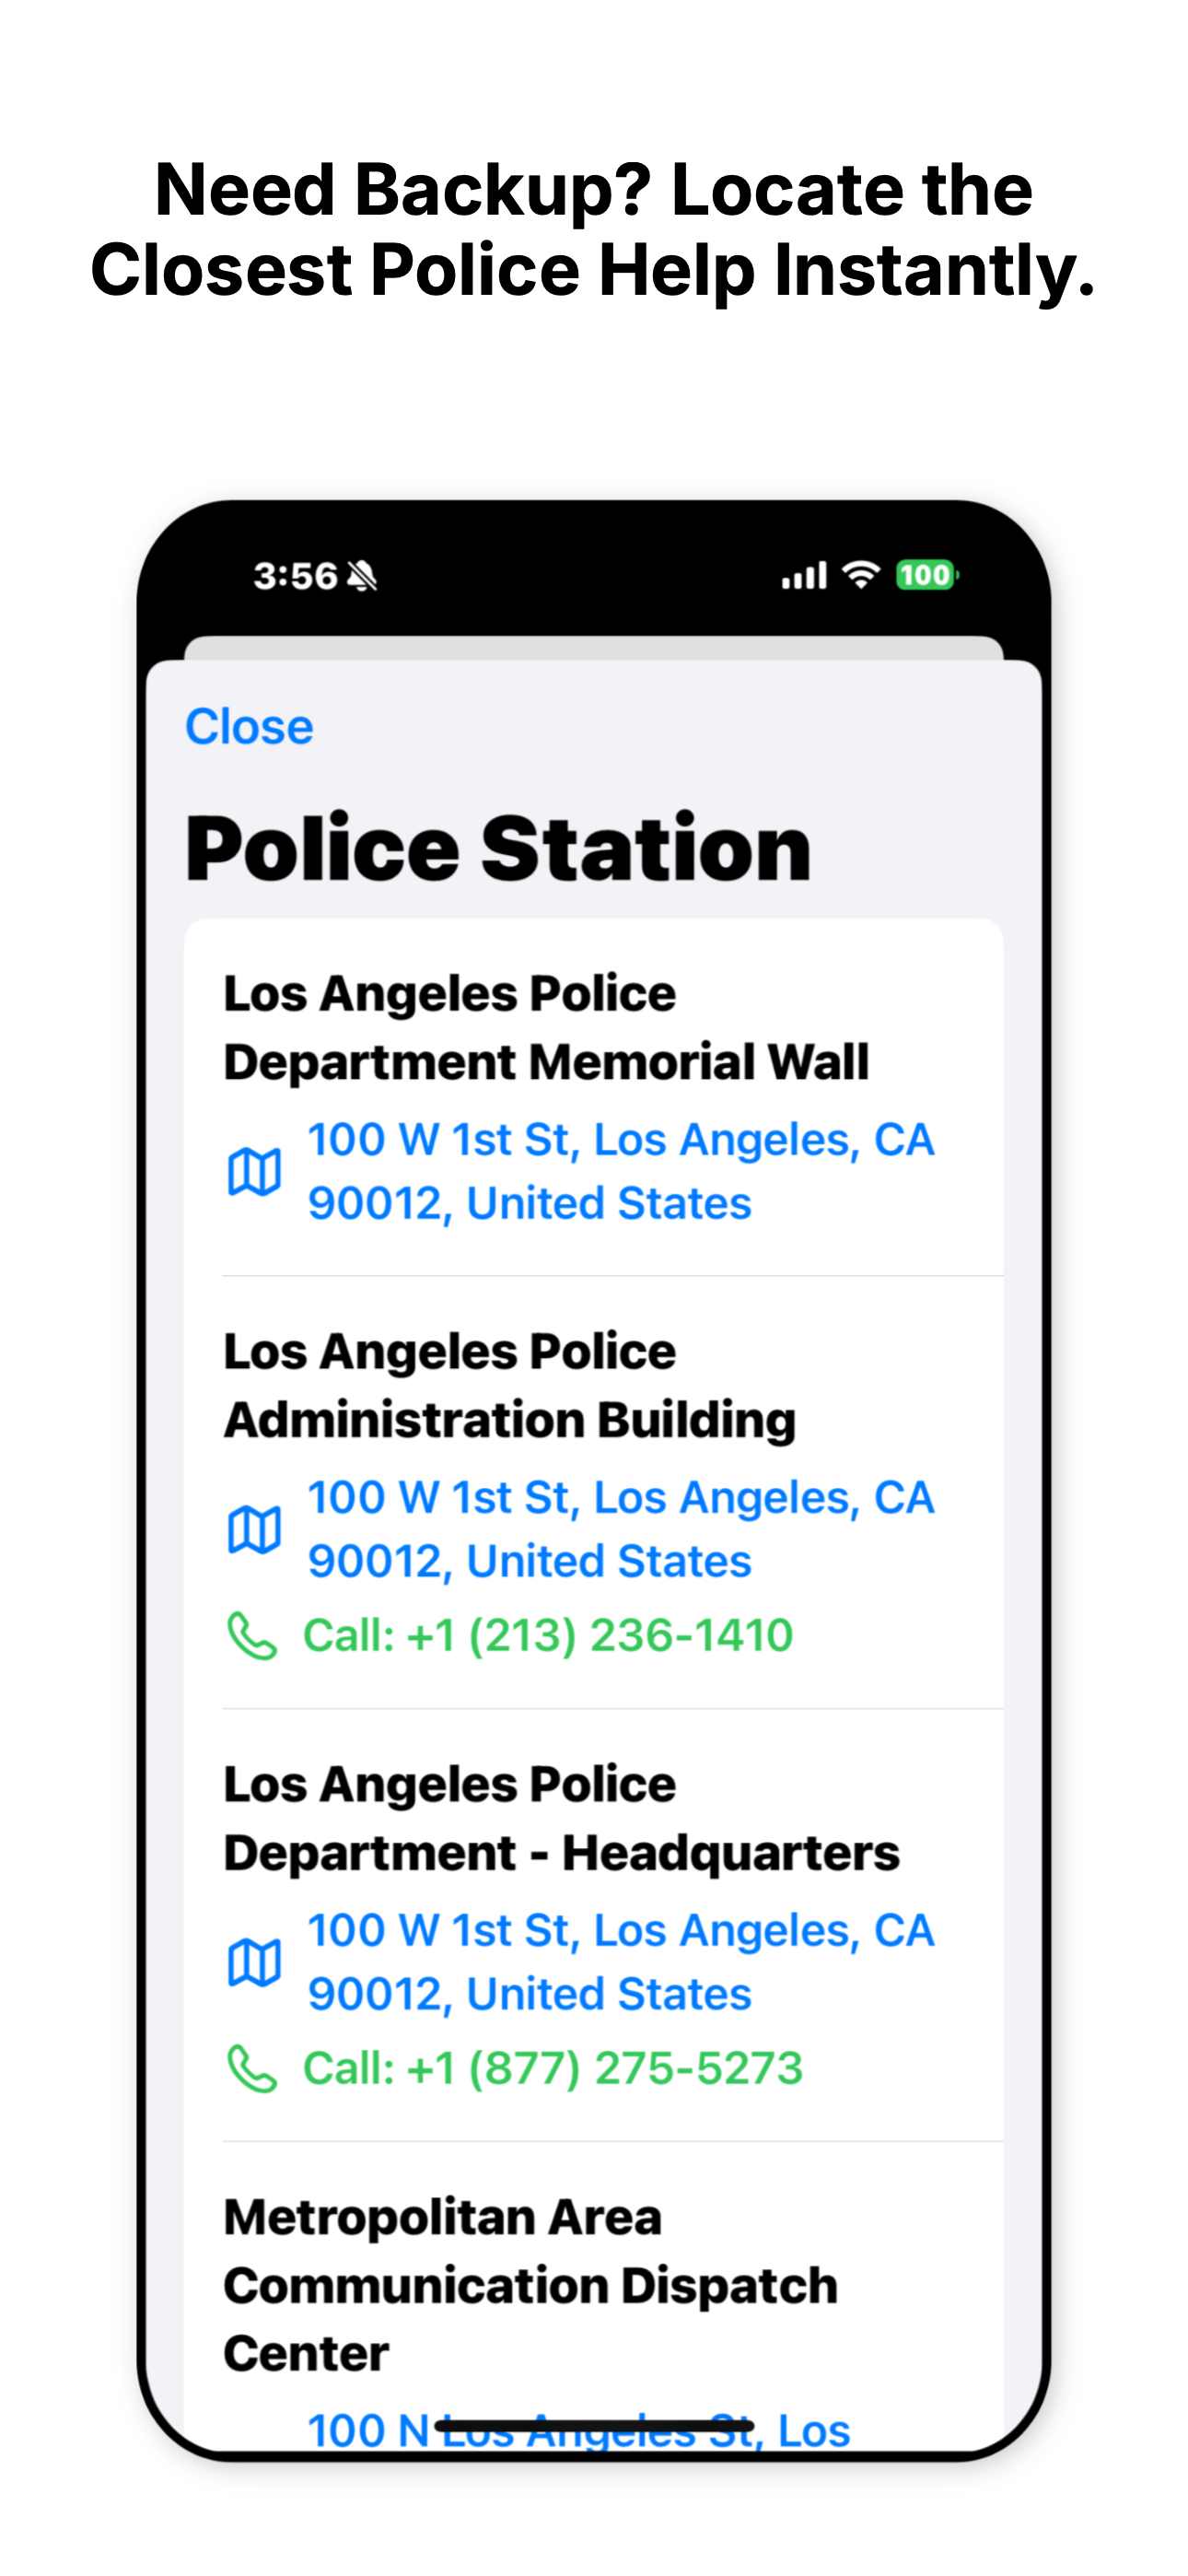 Need Backup? Locate the
Closest Police Help Instantly.
3:56
100
Close
Police Station
Los Angeles Police
Department Memorial Wall
100 W 1st St, Los Angeles, CA
90012, United States
Los Angeles Police
Administration Building
100 W 1st St, Los Angeles, CA
90012, United States
Call: +1 (213) 236-1410
Los Angeles Police
Department - Headquarters
100 W 1st St, Los Angeles, CA
90012, United States
Call: +1 (877) 275-5273
Metropolitan Area
Communication Dispatch
Center
100 N Los Angeles St, Los